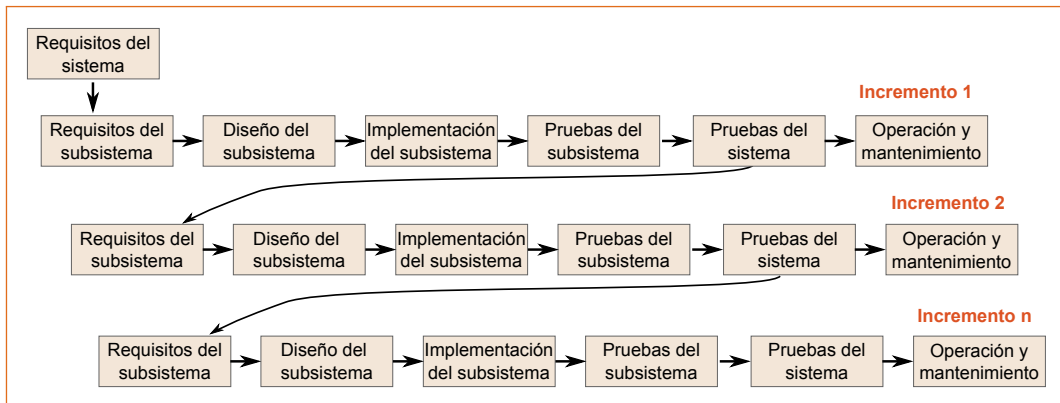 Requisitos del
sistema
Incremento 1
Requisitos del
subsistema
Diseño del
subsistema
Implementación
del subsistema
Pruebas del
subsistema
Pruebas del
sistema
Operación y
mantenimiento
Incremento 2
Requisitos del
subsistema
Diseño del
subsistema
Implementación
del subsistema
Pruebas del
subsistema
Pruebas del
sistema
Operación y
mantenimiento
Incremento n
Requisitos del
subsistema
Diseño del
subsistema
Implementación
del subsistema
Pruebas del
subsistema
Pruebas del
sistema
Operación y
mantenimiento